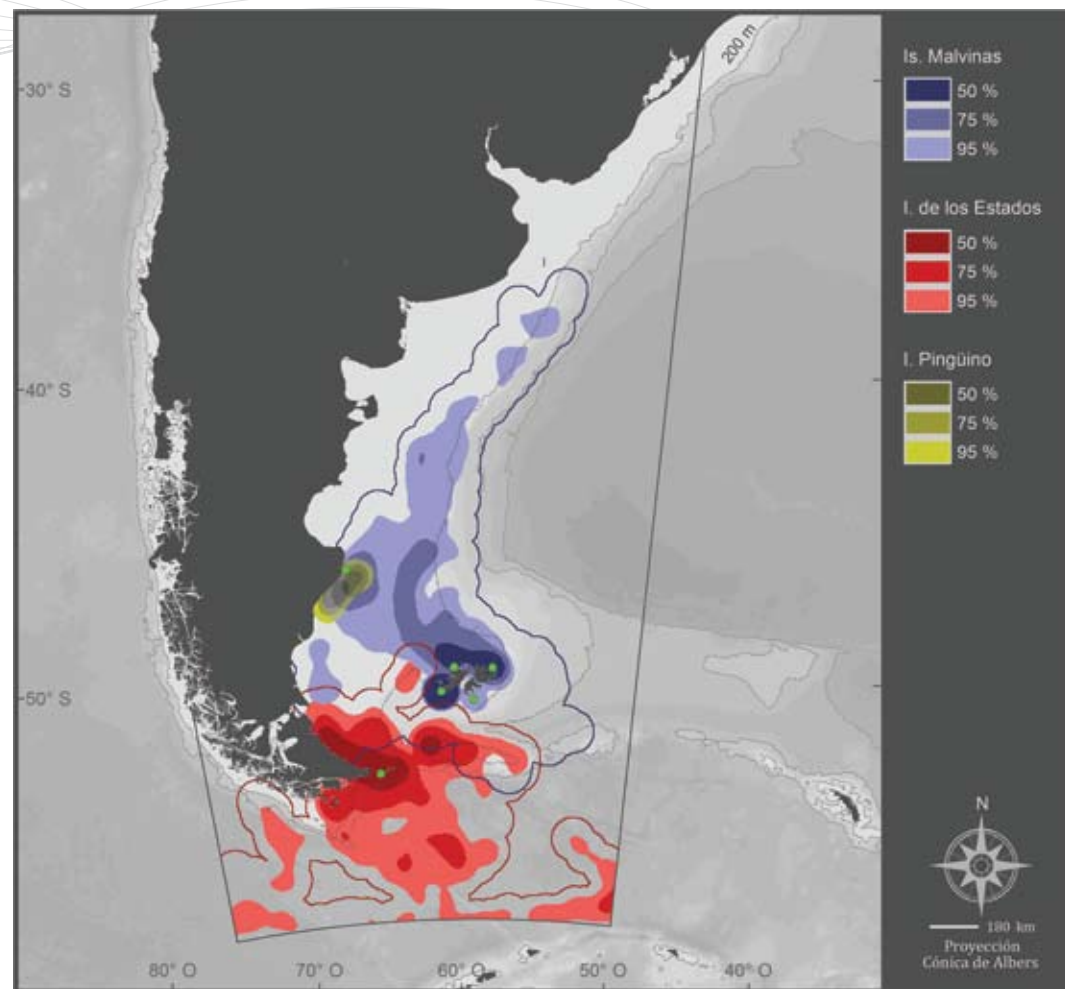 200 m
30° S
40° S
50° S
80° O
70° O
60° O
50° O
40° O
Is. Malvinas
50 %
75 %
95 %
I. de los Estados
50 %
75 %
95 %
I. Pingüino
50 %
75 %
95 %
N
180 km
Proyección
Cónica de Albers